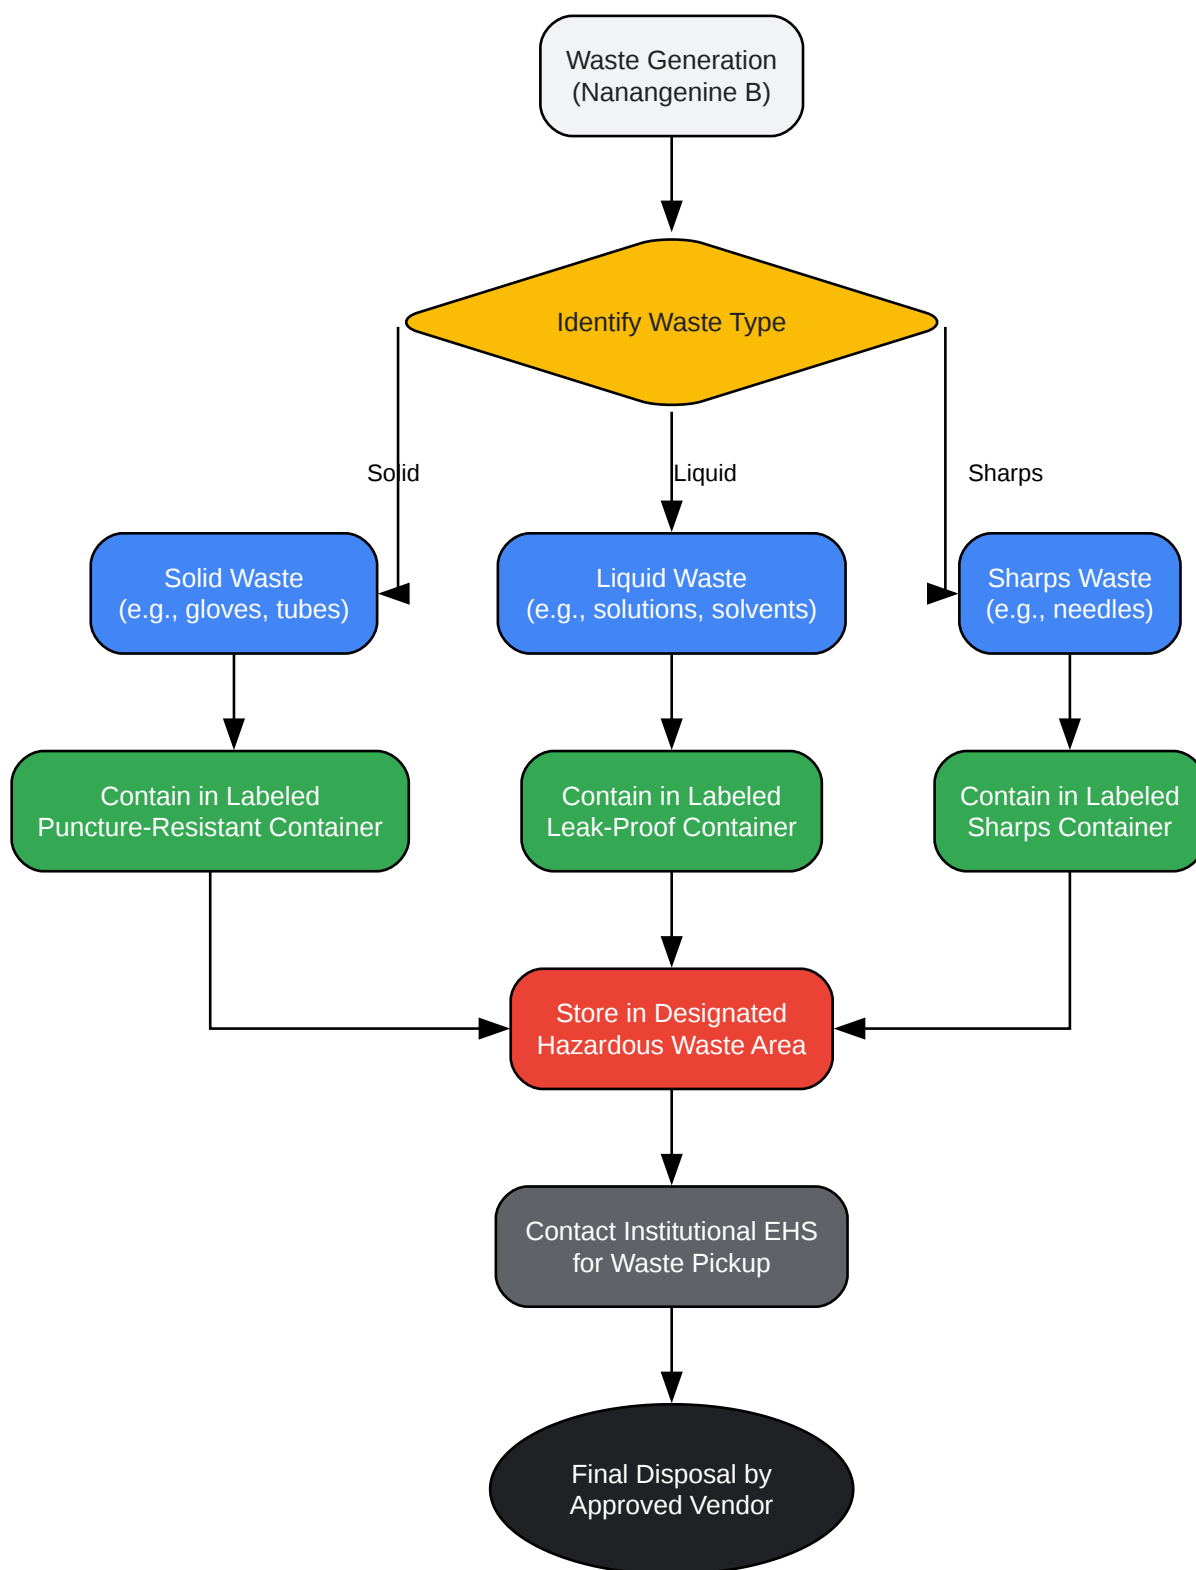 Waste Generation
(Nanangenine B)
Identify Waste Type
Solid
Liquid
Sharps
Solid Waste
(e.g., gloves, tubes)
Liquid Waste
(e.g., solutions, solvents)
Sharps Waste
(e.g., needles)
Contain in Labeled
Puncture-Resistant Container
Contain in Labeled
Leak-Proof Container
Contain in Labeled
Sharps Container
Store in Designated
Hazardous Waste Area
Contact Institutional EHS
for Waste Pickup
Final Disposal by
Approved Vendor